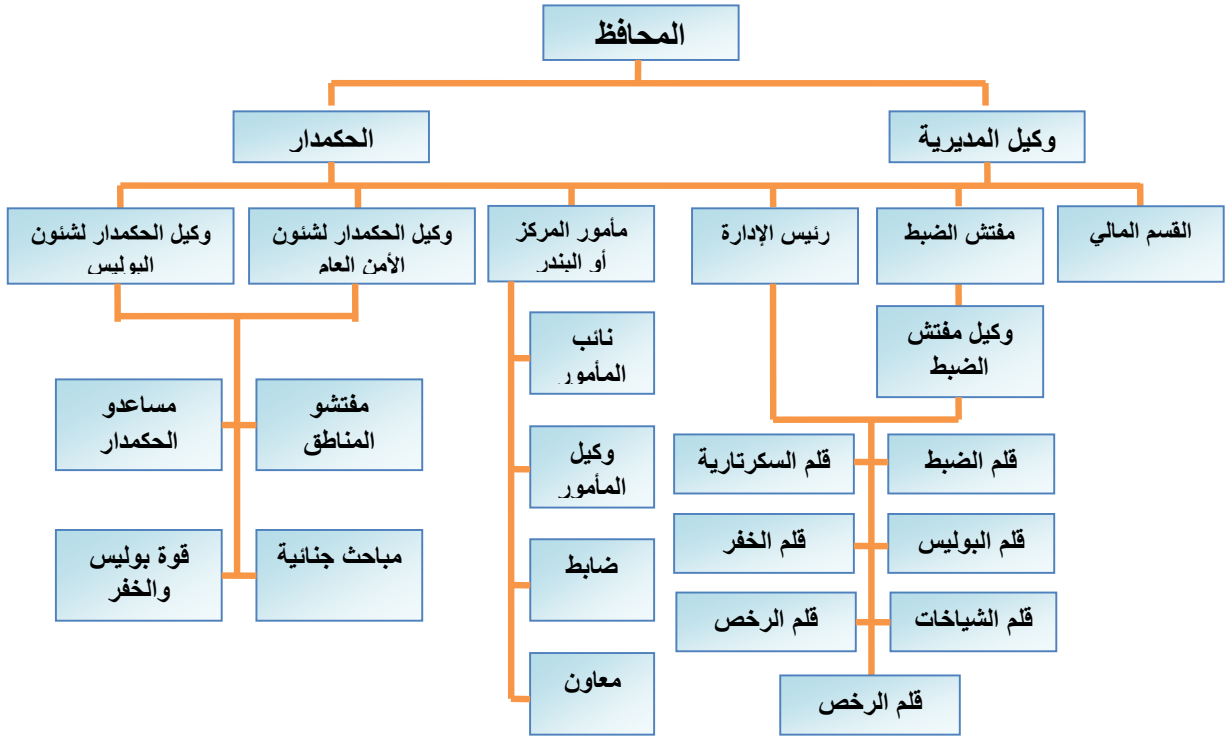 المحافظ
وكيل المديرية
الحكمدار
القسم المالي
مفتش الضبط
رئيس الإدارة
مأمور المركز
أو البندر
وكيل الحكمدار لشئون
الأمن العام
وكيل الحكمدار لشئون
البوليس
وكيل مفتش
الضبط
نائب
المأمور
مفتشو
المناطق
مساعدو
الحكمدار
قلم الضبط
قلم السكرتارية
وكيل
المأمور
قلم البوليس
قلم الخفر
ضابط
مباحث جنائية
قوة بوليس
والخفر
قلم الشياخات
قلم الرخص
معاون
قلم الرخص